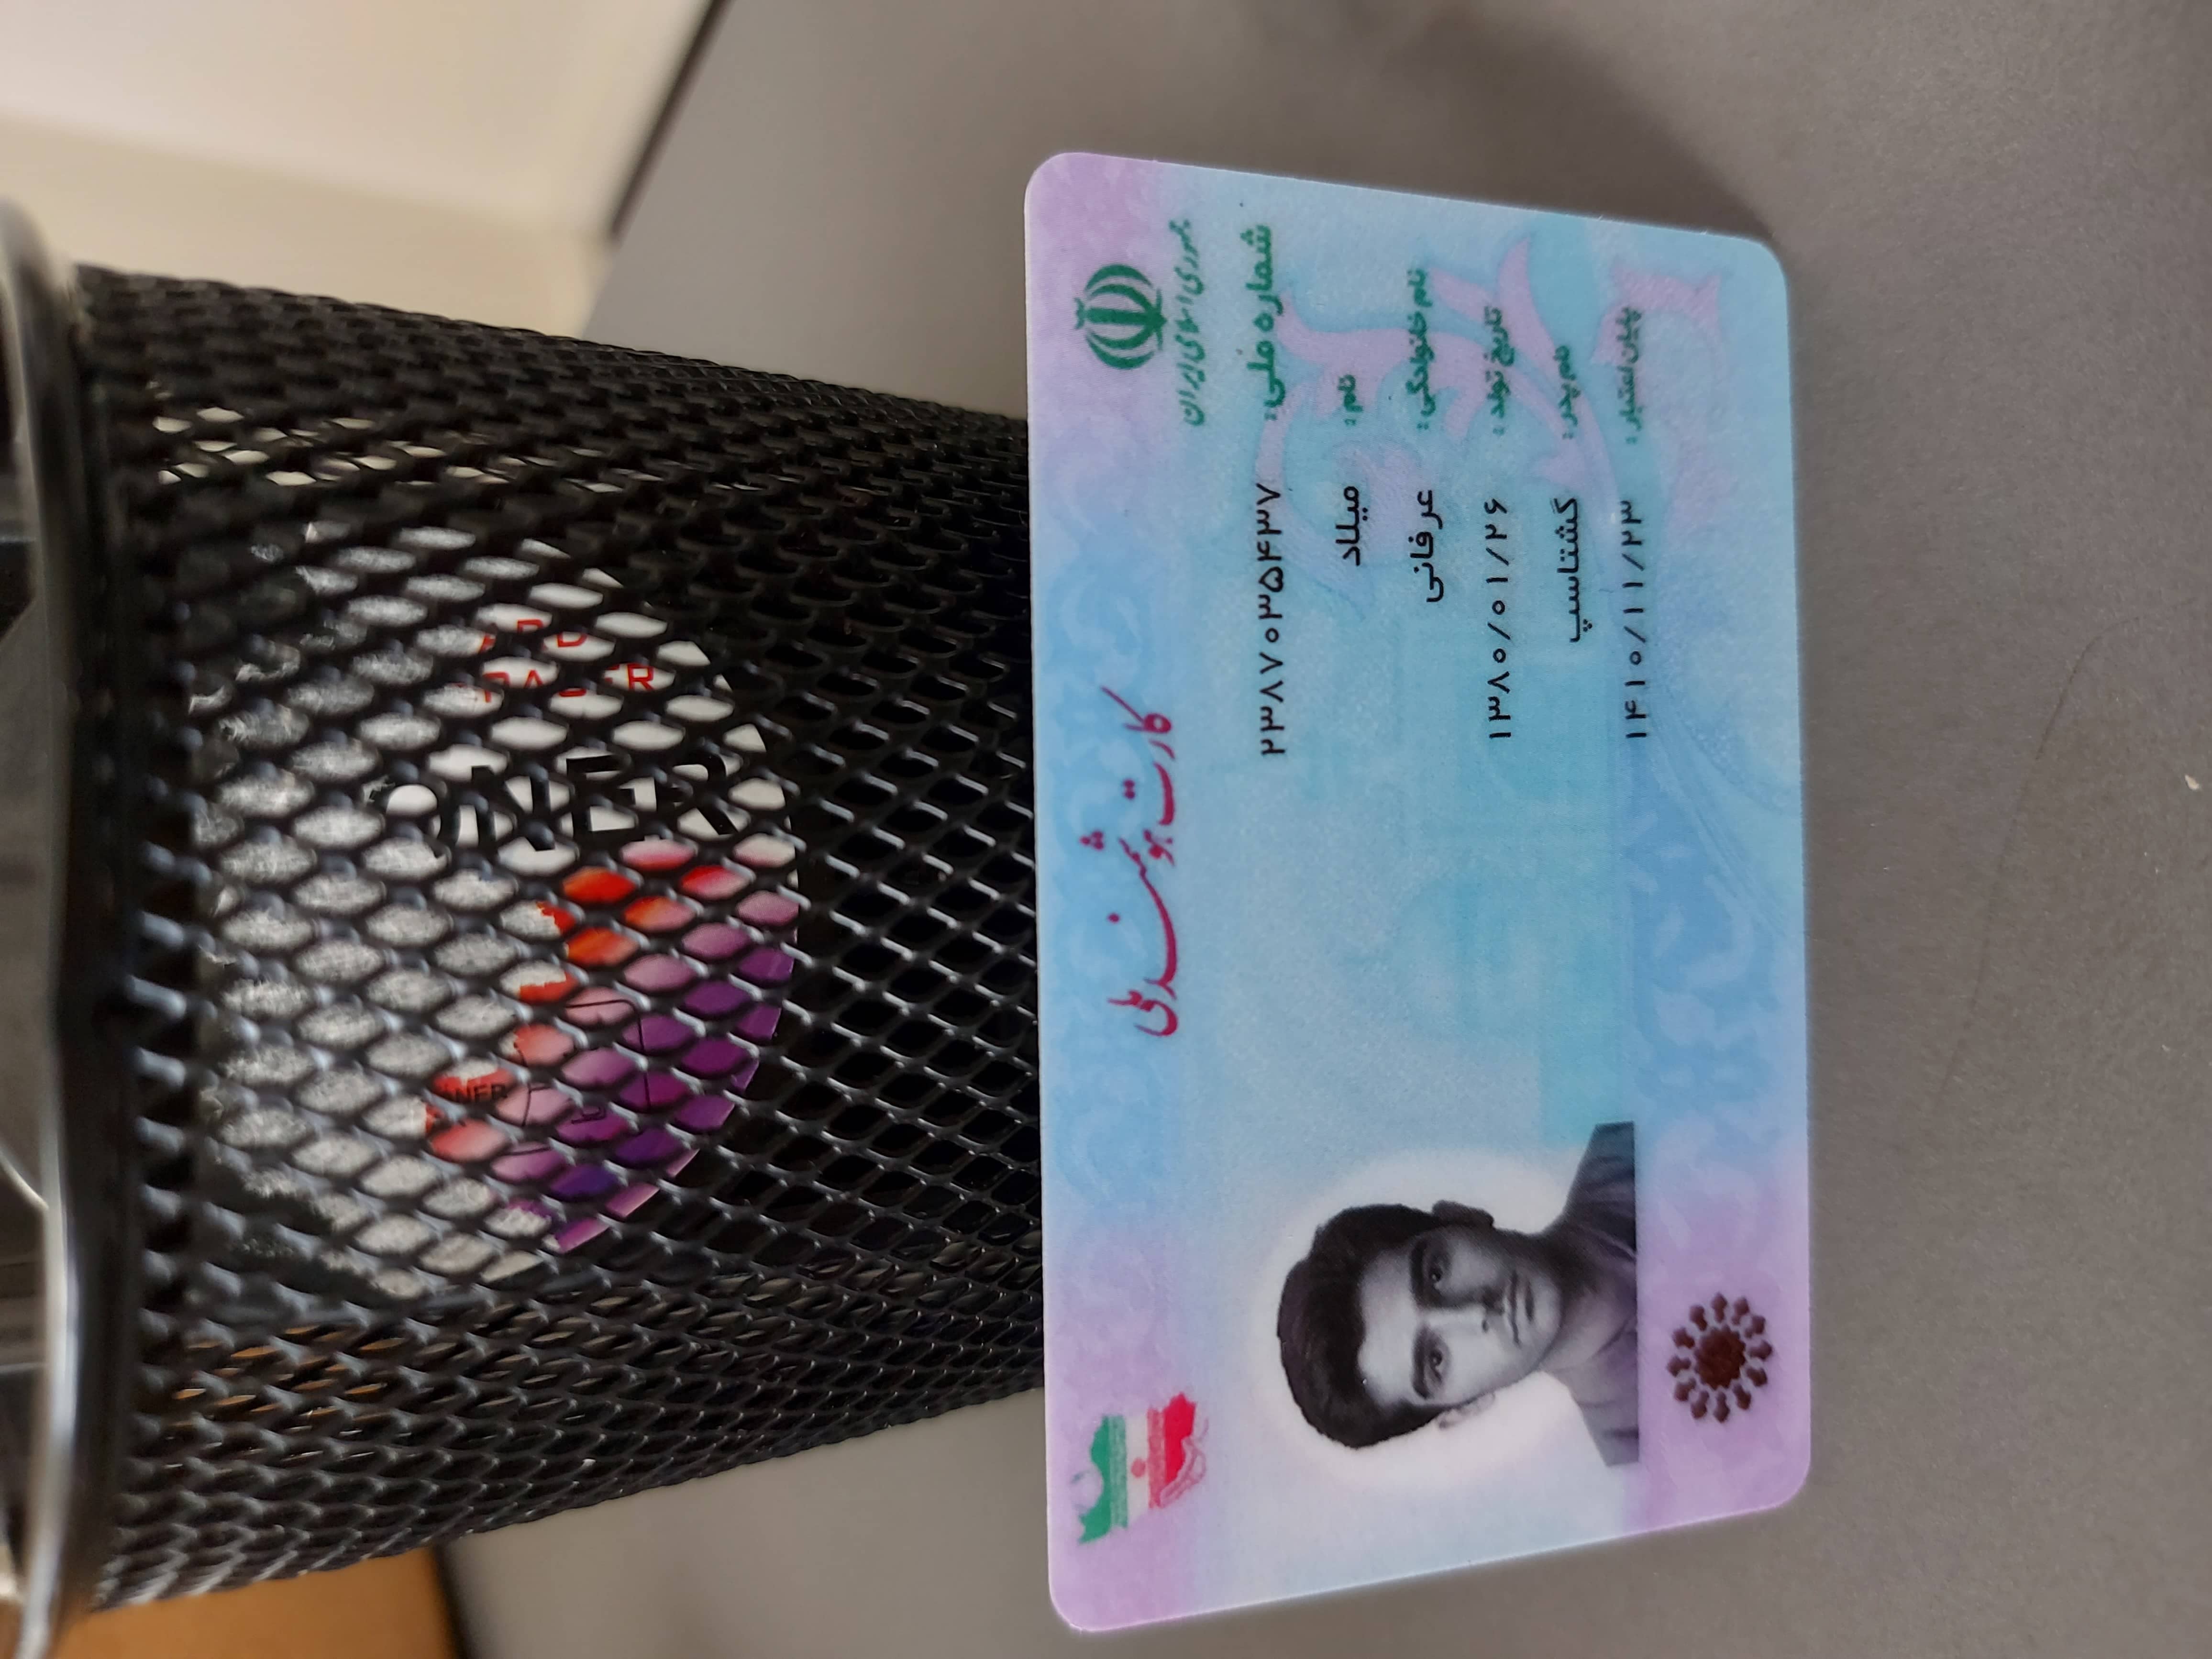 جمهوری اسلامی ایران
کارت هوشمند ملی
شماره ملی: ۲۳۸۷۰۳۵۴۳۷
نام: میلاد
نام خانوادگی: عرفانی
تاریخ تولد: ۱۳۸۰/۰۱/۲۶
نام پدر: گشتاسپ
پایان اعتبار: ۱۴۱۰/۱۱/۲۳